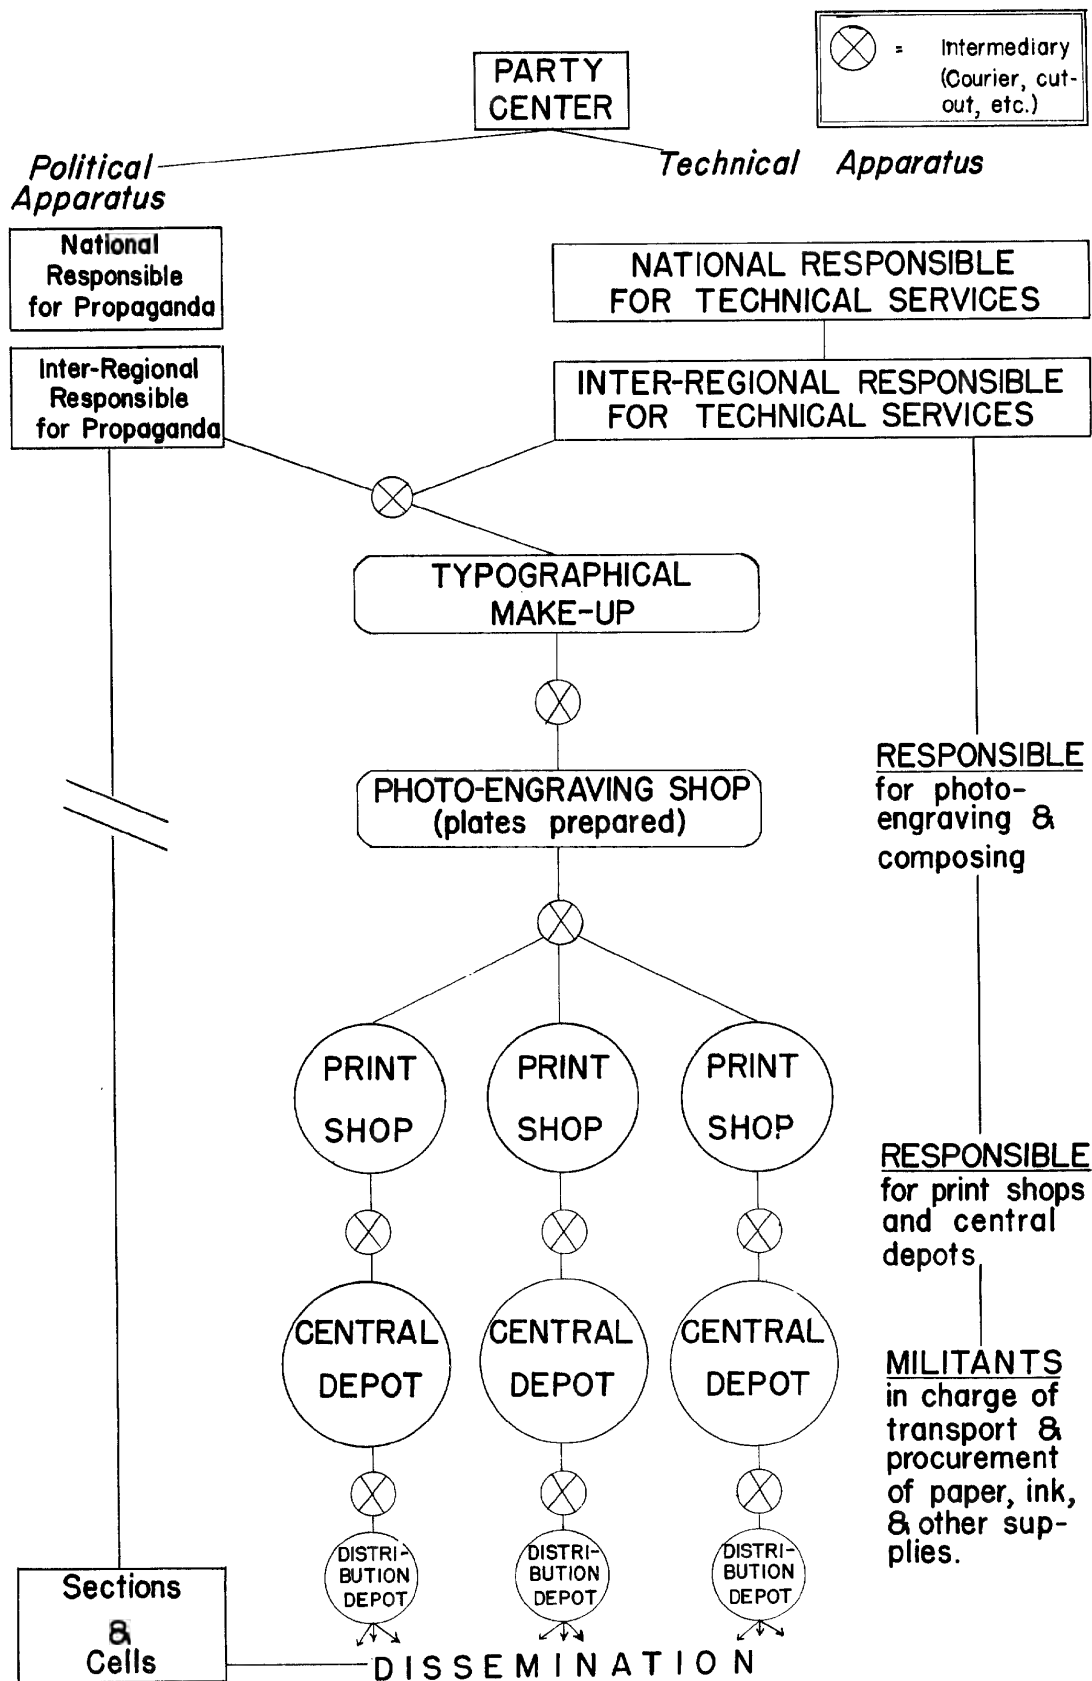 = Intermediary
(Courier, cut-
out, etc.)
PARTY
CENTER
Political
Apparatus
Technical Apparatus
National
Responsible
for Propaganda
NATIONAL RESPONSIBLE
FOR TECHNICAL SERVICES
Inter-Regional
Responsible
for Propaganda
INTER-REGIONAL RESPONSIBLE
FOR TECHNICAL SERVICES
TYPOGRAPHICAL
MAKE-UP
PHOTO-ENGRAVING SHOP
(plates prepared)
RESPONSIBLE
for photo-
engraving &
composing
PRINT
SHOP
PRINT
SHOP
PRINT
SHOP
RESPONSIBLE
for print shops
and central
depots
CENTRAL
DEPOT
CENTRAL
DEPOT
CENTRAL
DEPOT
MILITANTS
in charge of
transport &
procurement
of paper, ink,
& other sup-
plies.
DISTRI-
BUTION
DEPOT
DISTRI-
BUTION
DEPOT
DISTRI-
BUTION
DEPOT
Sections
&
Cells
DISSEMINATION